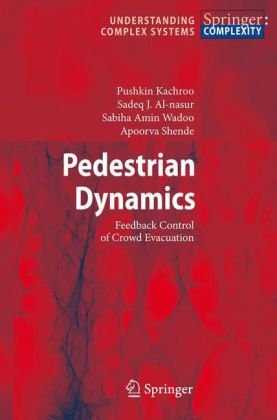 UNDERSTANDING
COMPLEX SYSTEMS
Springer:
COMPLEXITY
Pushkin Kachroo
Sadeq J. Al-nasur
Sabiha Amin Wadoo
Apoorva Shende
Pedestrian
Dynamics
Feedback Control
of Crowd Evacuation
Springer